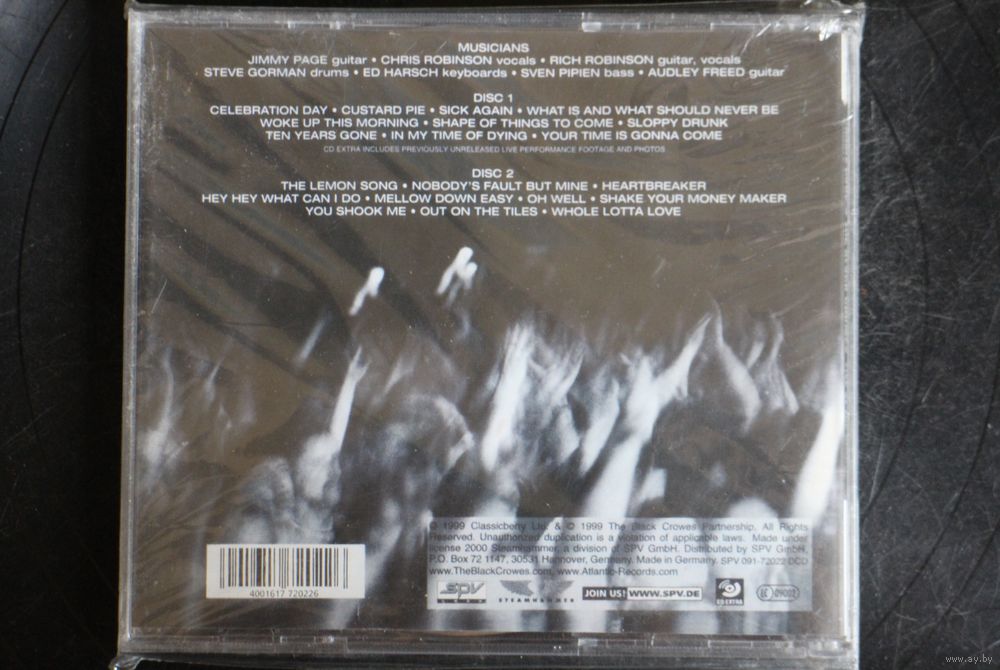 MUSICIANS
JIMMY PAGE guitar • CHRIS ROBINSON vocals • RICH ROBINSON guitar, vocals
STEVE GORMAN drums • ED HARSCH keyboards • SVEN PIPIEN bass • AUDLEY FREED guitar
DISC 1
CELEBRATION DAY • CUSTARD PIE • SICK AGAIN • WHAT IS AND WHAT SHOULD NEVER BE
WOKE UP THIS MORNING • SHAPE OF THINGS TO COME • SLOPPY DRUNK
TEN YEARS GONE • IN MY TIME OF DYING • YOUR TIME IS GONNA COME
CD EXTRA INCLUDES PREVIOUSLY UNRELEASED LIVE PERFORMANCE FOOTAGE AND PHOTOS
DISC 2
THE LEMON SONG • NOBODY'S FAULT BUT MINE • HEARTBREAKER
HEY HEY WHAT CAN I DO • MELLOW DOWN EASY • OH WELL • SHAKE YOUR MONEY MAKER
YOU SHOOK ME • OUT ON THE TILES • WHOLE LOTTA LOVE
℗ 1999 Classicberry Ltd. & © 1999 The Black Crowes Partnership. All Rights
Reserved. Unauthorized duplication is a violation of applicable laws. Made under
license 2000 Steamhammer, a division of SPV GmbH. Distributed by SPV GmbH,
P.O. Box 72 1147, 30531 Hannover, Germany. Made in Germany. SPV 091-72022 DCD
www.TheBlackCrowes.com, www.Atlantic-Records.com
4001617 720226
SPV
STEAMHAMMER
JOIN US! WWW.SPV.DE
CD EXTRA
LC 09002
www.ay.by